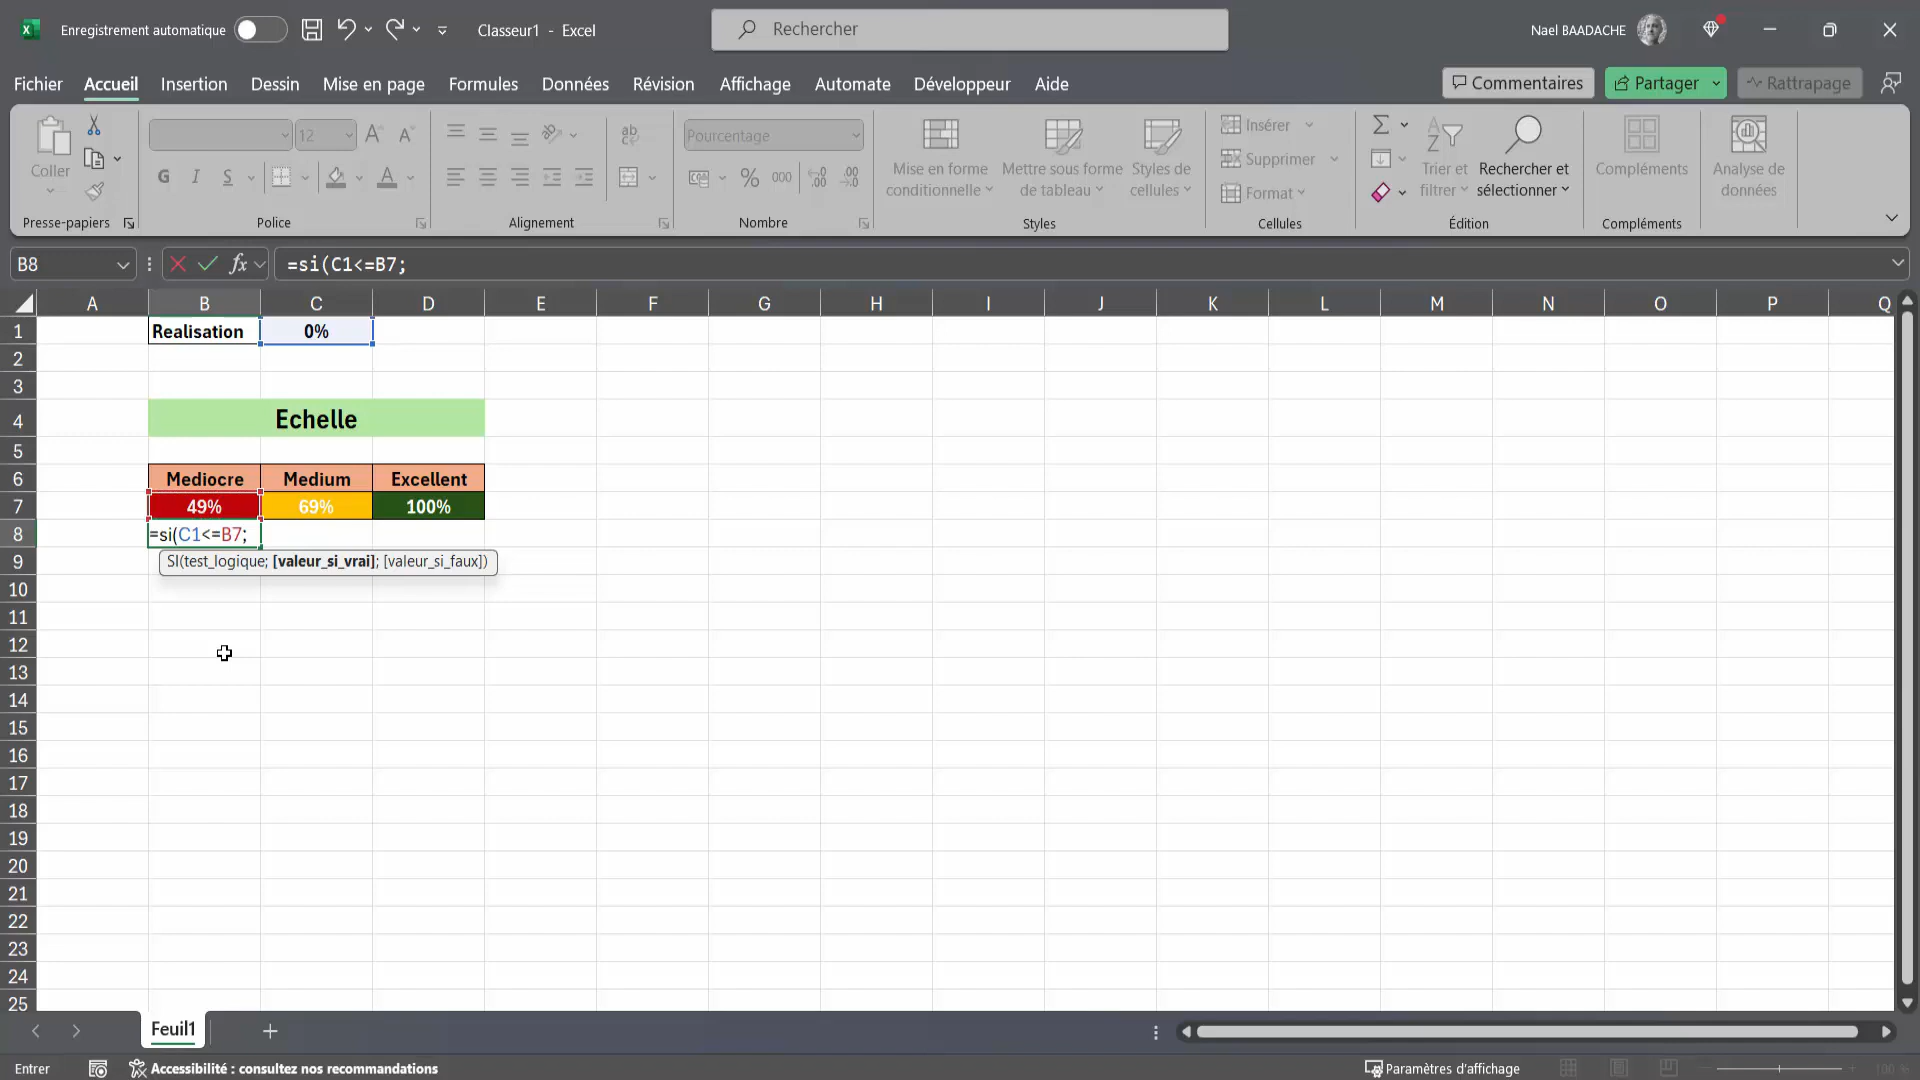 Enregistrement automatique
Classeur1 - Excel
Rechercher
Nael BAADACHE
Fichier Accueil Insertion Dessin Mise en page Formules Données Révision Affichage Automate Développeur Aide
Commentaires Partager Rattrapage
Coller
Presse-papiers
12
G I S
Police
ab
Alignement
Pourcentage
% 000
Nombre
Mise en forme
conditionnelle
Mettre sous forme
de tableau
Styles de
cellules
Styles
Insérer
Supprimer
Format
Cellules
Trier et
filtrer
Rechercher et
sélectionner
Édition
Compléments
Compléments
Analyse de
données
B8 fx =si(C1<=B7;
A B C D E F G H I J K L M N O P Q
1 Realisation 0%
2
3
4 Echelle
5
6 Mediocre Medium Excellent
7 49% 69% 100%
8 =si(C1<=B7;
9 SI(test_logique; [valeur_si_vrai]; [valeur_si_faux])
10
11
12
13
14
15
16
17
18
19
20
21
22
23
24
25
Feuil1
Entrer Accessibilité : consultez nos recommandations Paramètres d'affichage 100 %